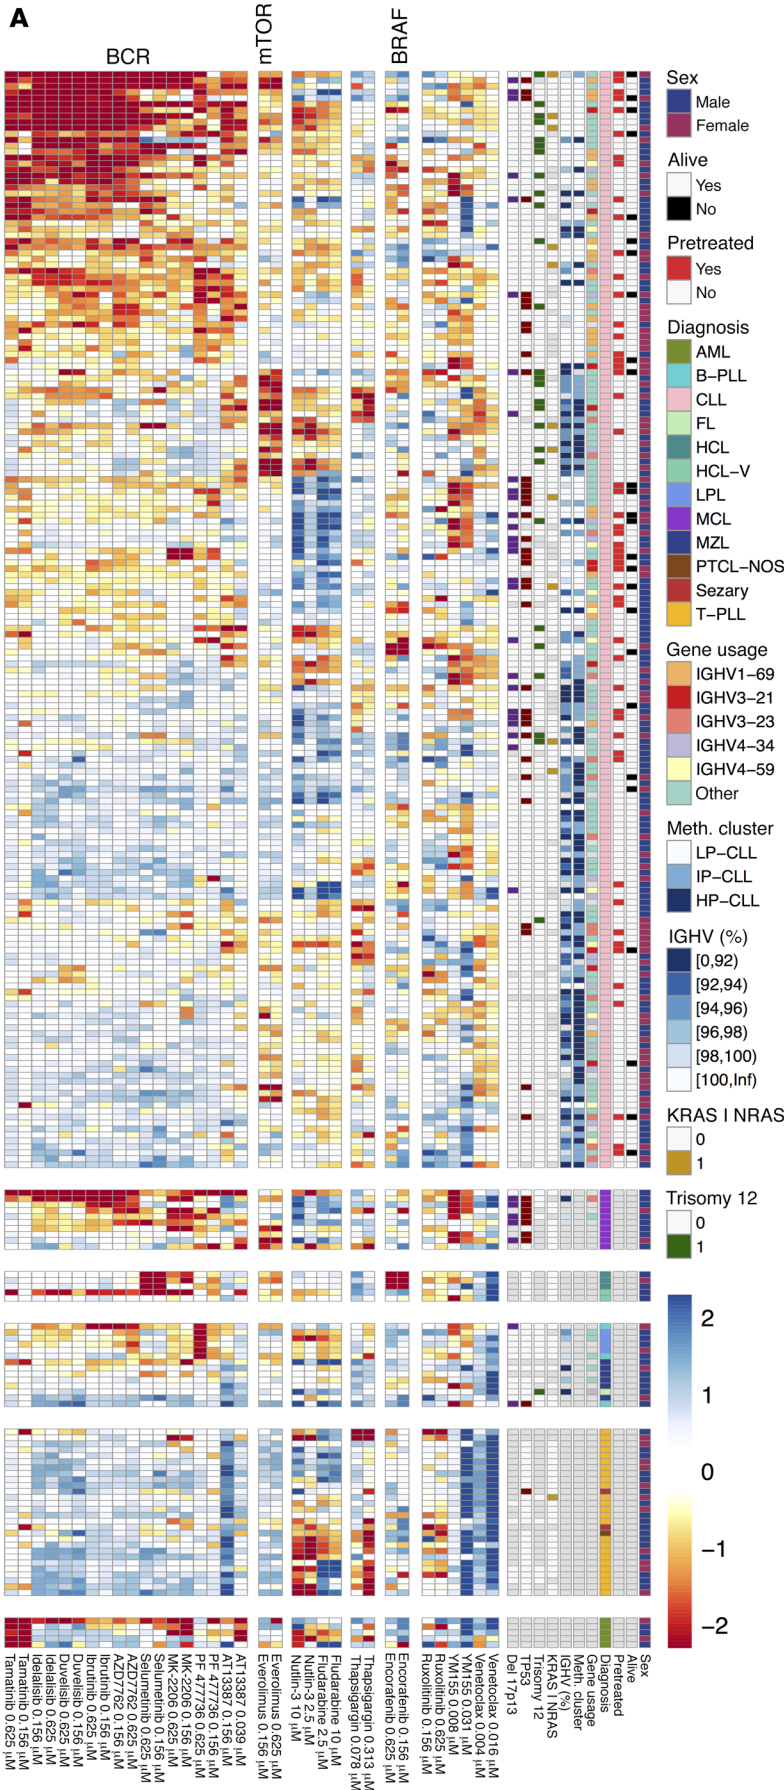 A
BCR
mTOR
BRAF
Sex
Male
Female
Alive
Yes
No
Pretreated
Yes
No
Diagnosis
AML
B-PLL
CLL
FL
HCL
HCL-V
LPL
MCL
MZL
PTCL-NOS
Sezary
T-PLL
Gene usage
IGHV1-69
IGHV3-21
IGHV3-23
IGHV4-34
IGHV4-59
Other
Meth. cluster
LP-CLL
IP-CLL
HP-CLL
IGHV (%)
[0,92)
[92,94)
[94,96)
[96,98)
[98,100)
[100,Inf)
KRAS I NRAS
0
1
Trisomy 12
0
1
2
1
0
−1
−2
Tamatinib 0.625 µM
Tamatinib 0.156 µM
Idelalisib 0.156 µM
Idelalisib 0.625 µM
Duvelisib 0.625 µM
Duvelisib 0.156 µM
Ibrutinib 0.625 µM
Ibrutinib 0.156 µM
AZD7762 0.156 µM
AZD7762 0.625 µM
Selumetinib 0.625 µM
Selumetinib 0.156 µM
MK-2206 0.625 µM
MK-2206 0.156 µM
PF 477736 0.625 µM
PF 477736 0.156 µM
AT13387 0.156 µM
AT13387 0.039 µM
Everolimus 0.156 µM
Everolimus 0.625 µM
Nutlin-3 10 µM
Nutlin-3 2.5 µM
Fludarabine 2.5 µM
Fludarabine 10 µM
Thapsigargin 0.078 µM
Thapsigargin 0.313 µM
Encorafenib 0.625 µM
Encorafenib 0.156 µM
Ruxolitinib 0.156 µM
Ruxolitinib 0.625 µM
YM155 0.008 µM
YM155 0.031 µM
Venetoclax 0.004 µM
Venetoclax 0.016 µM
Del 17p13
TP53
Trisomy 12
KRAS I NRAS
IGHV (%)
Meth. cluster
Gene usage
Diagnosis
Pretreated
Alive
Sex